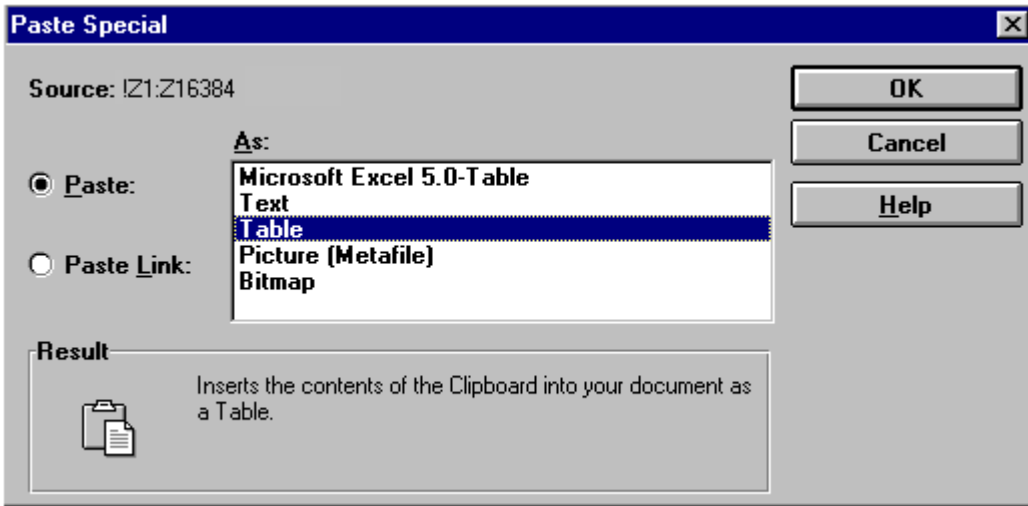 Paste Special
Source: !Z1:Z16384
OK
As:
Cancel
Paste:
Microsoft Excel 5.0-Table
Text
Help
Table
Paste Link:
Picture (Metafile)
Bitmap
Result
Inserts the contents of the Clipboard into your document as
a Table.